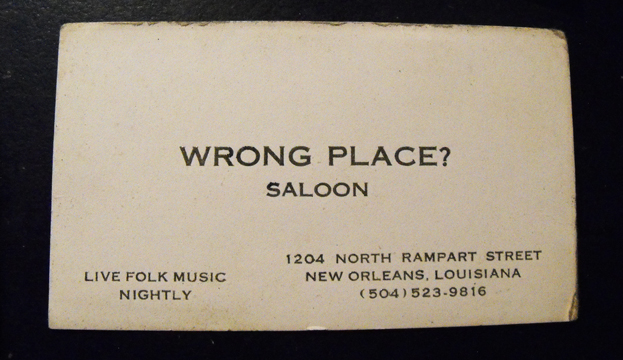 WRONG PLACE?
SALOON
LIVE FOLK MUSIC
NIGHTLY
1204 NORTH RAMPART STREET
NEW ORLEANS, LOUISIANA
(504) 523-9816